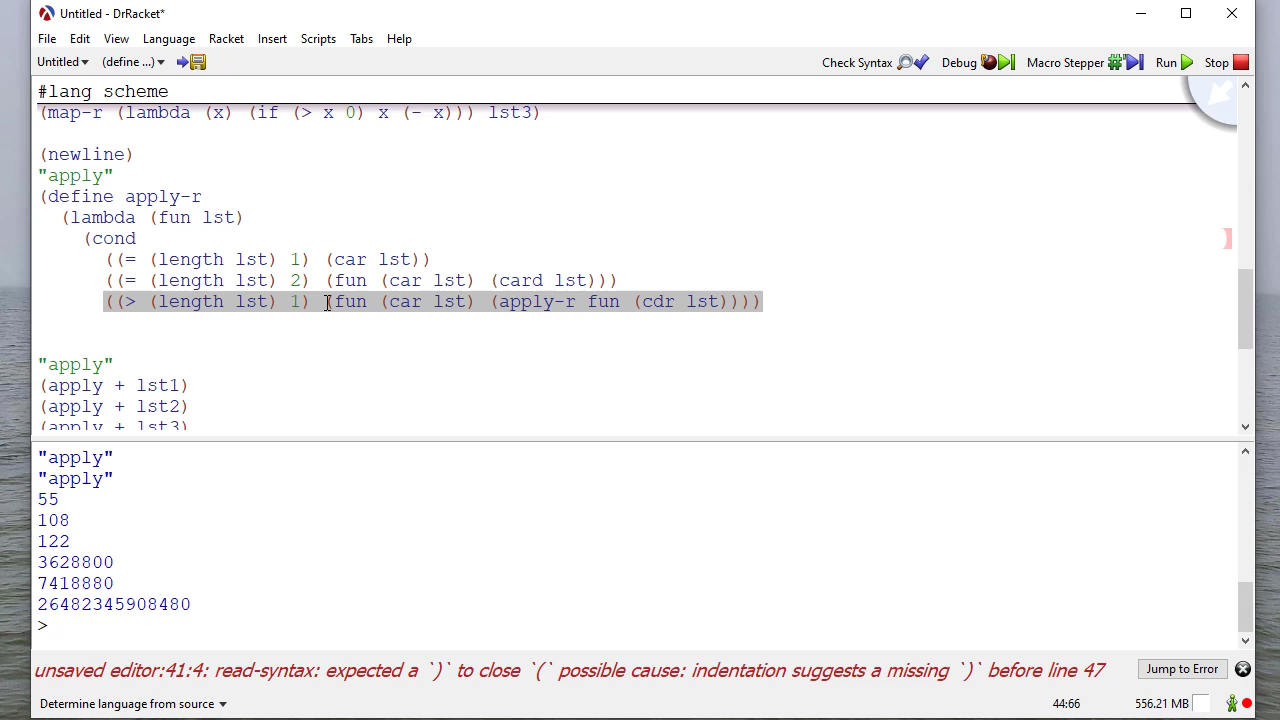 Untitled - DrRacket*
File Edit View Language Racket Insert Scripts Tabs Help
Untitled (define ...) Check Syntax Debug Macro Stepper Run Stop
#lang scheme
(map-r (lambda (x) (if (> x 0) x (- x))) lst3)
(newline)
"apply"
(define apply-r
(lambda (fun lst)
(cond
((= (length lst) 1) (car lst))
((= (length lst) 2) (fun (car lst) (card lst)))
((> (length lst) 1) (fun (car lst) (apply-r fun (cdr lst))))
"apply"
(apply + lst1)
(apply + lst2)
(apply + lst3)
"apply"
"apply"
55
108
122
3628800
7418880
26482345908480
>
unsaved editor:41:4: read-syntax: expected a `)` to close `(` possible cause: indentation suggests a missing `)` before line 47
Jump to Error
Determine language from source 44:66 556.21 MB